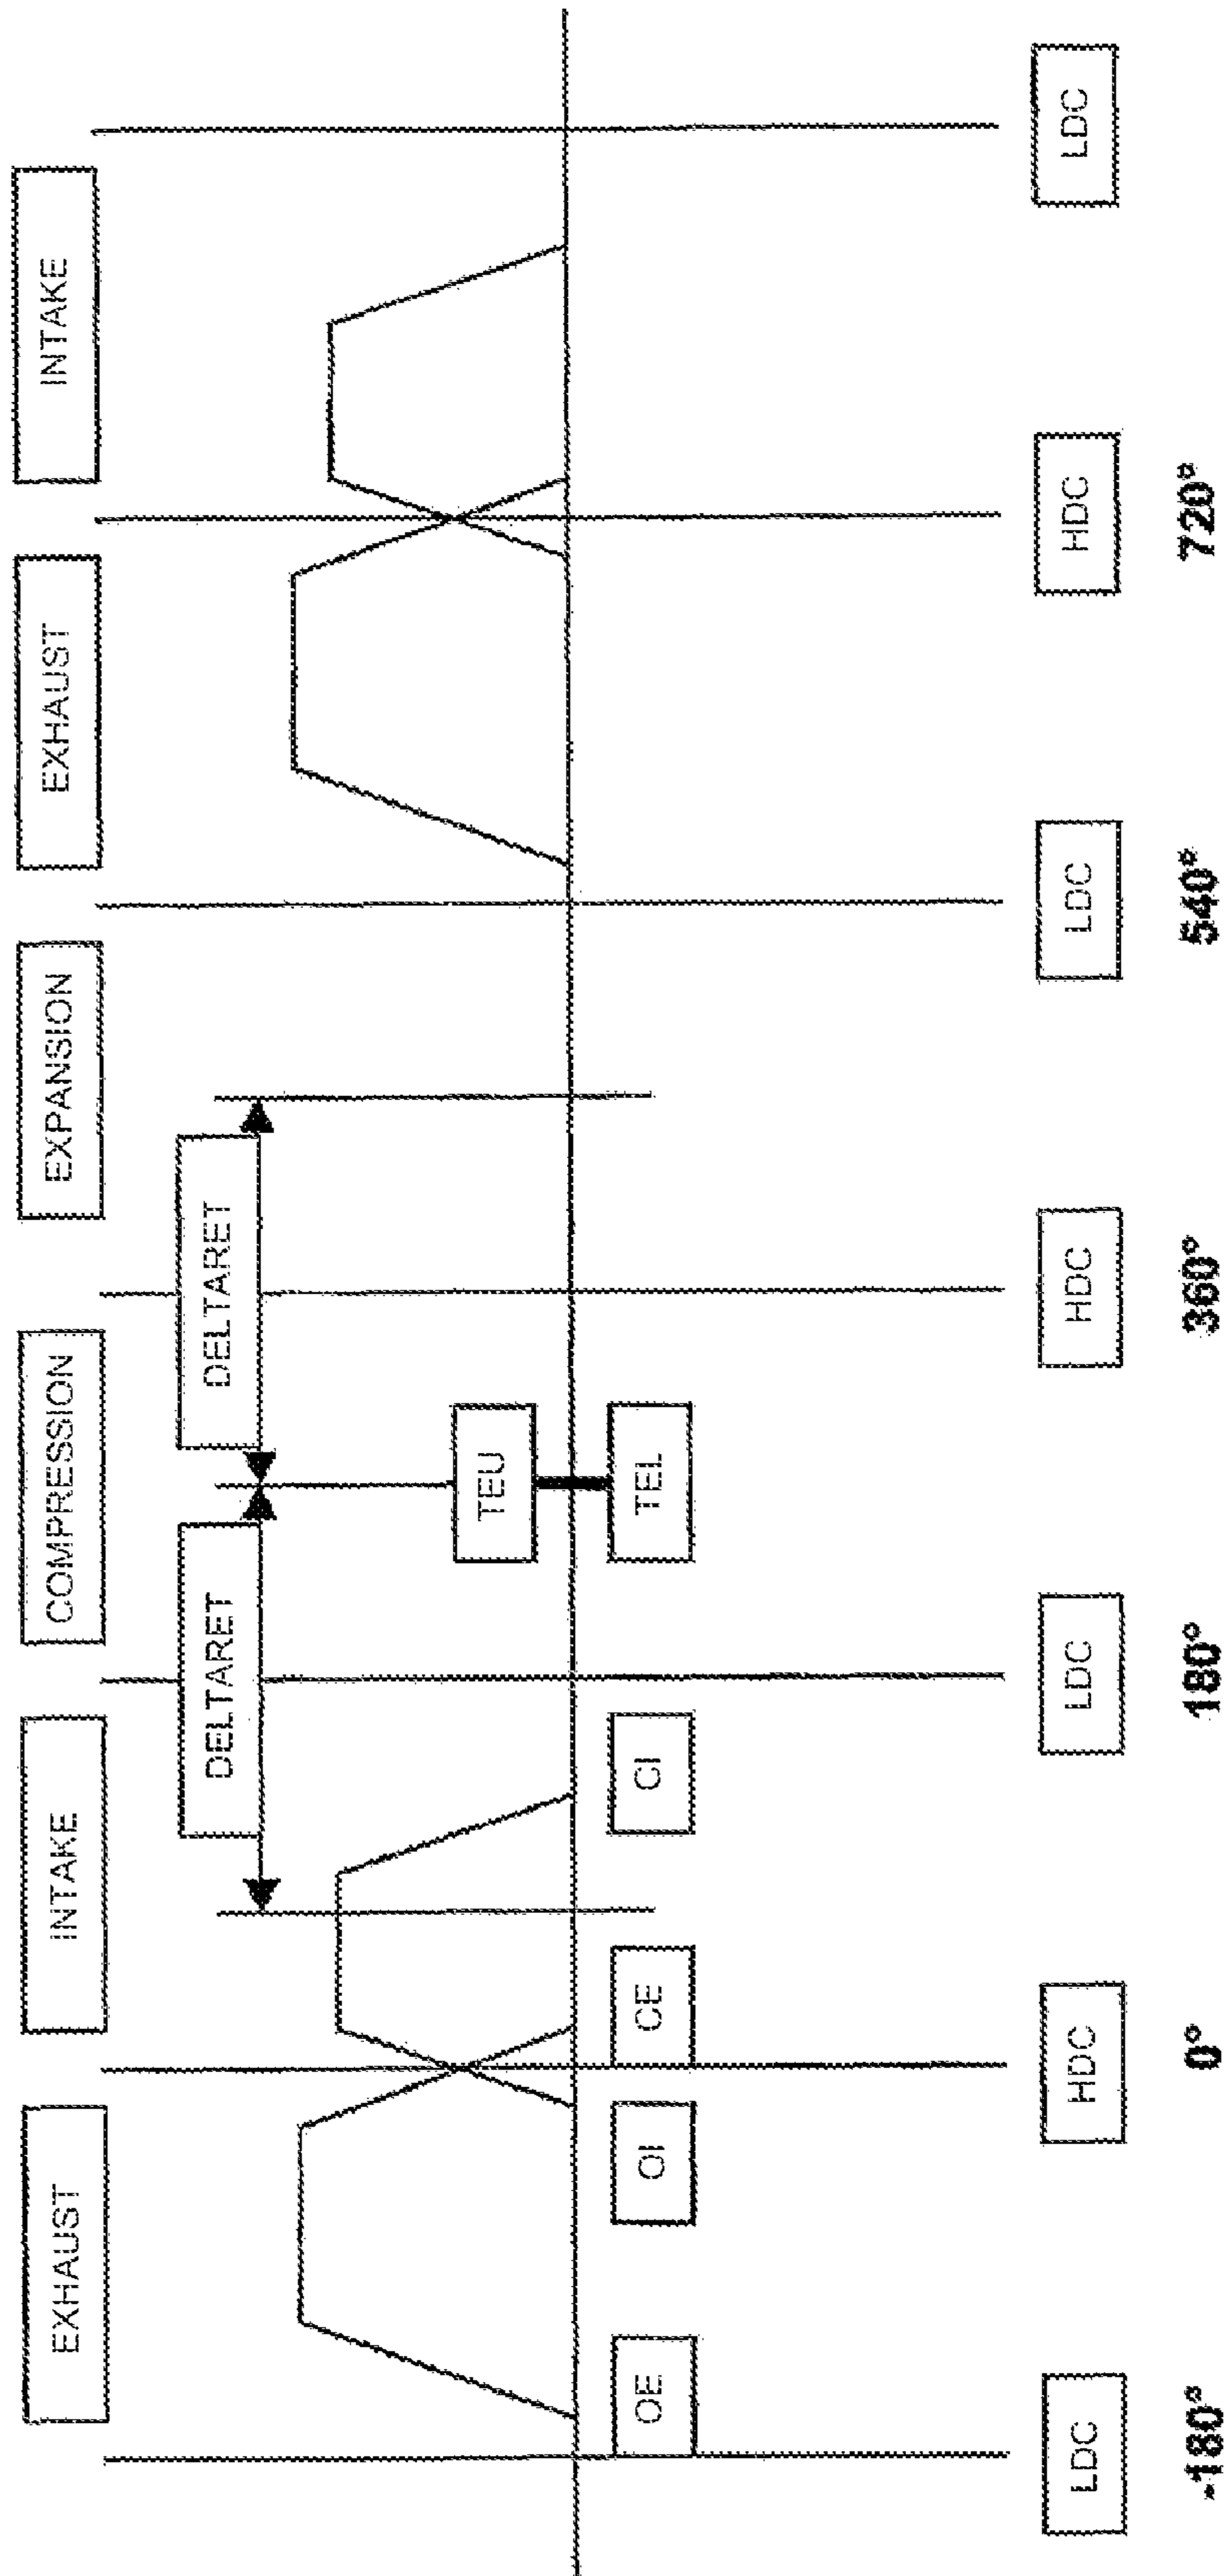 EXHAUST
INTAKE
COMPRESSION
EXPANSION
EXHAUST
INTAKE
DELTARET
DELTARET
TEU
OE
OI
CE
CI
TEL
LDC
HDC
LDC
HDC
LDC
HDC
LDC
-180°
0°
180°
360°
540°
720°